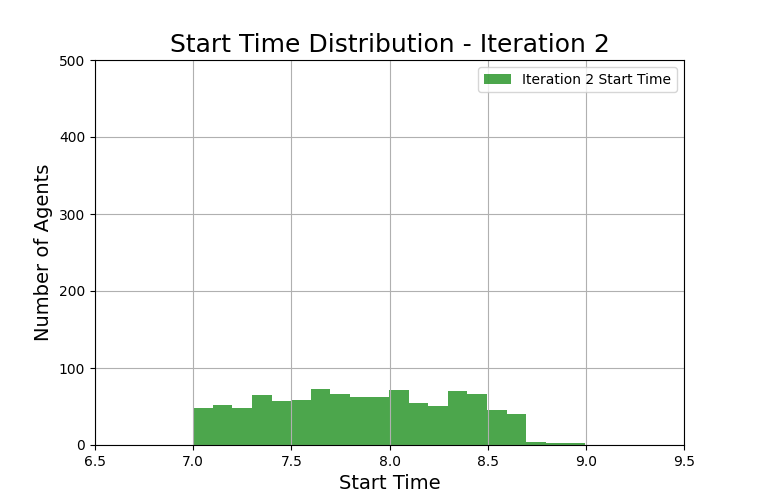 Start Time Distribution - Iteration 2
Iteration 2 Start Time
Number of Agents
500
400
300
200
100
0
6.5 7.0 7.5 8.0 8.5 9.0 9.5
Start Time